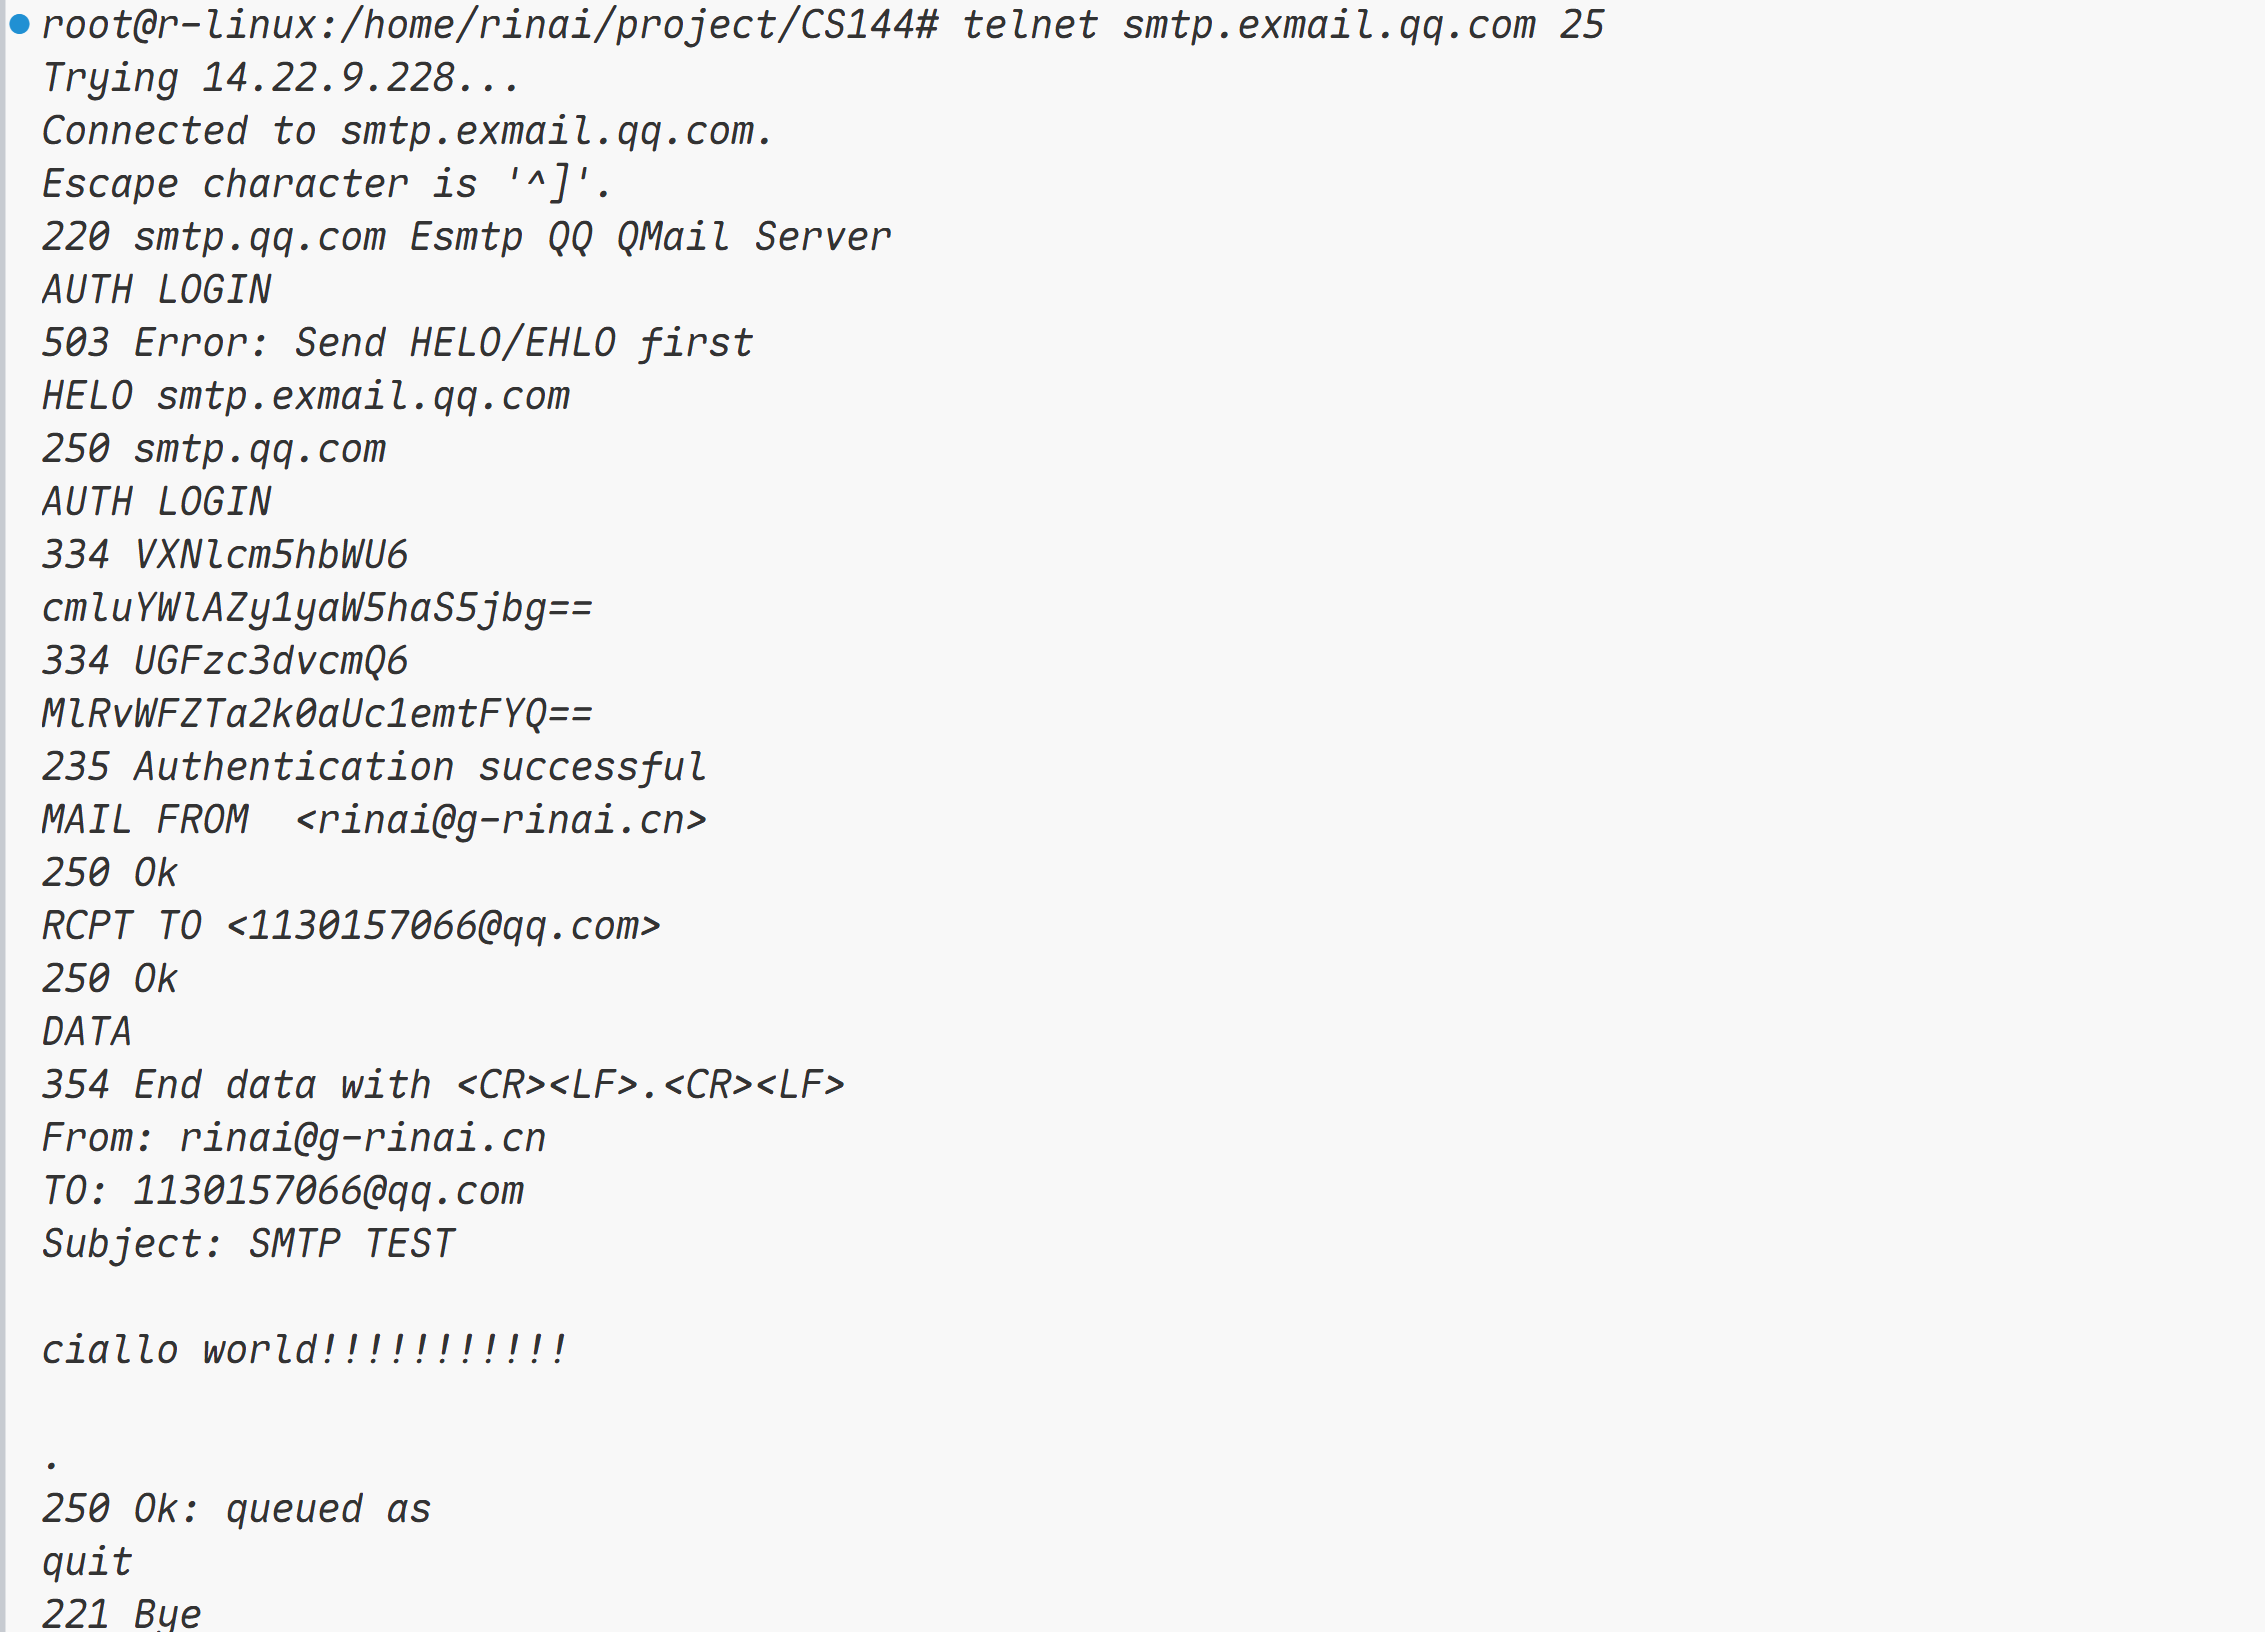 root@r-linux:/home/rinai/project/CS144# telnet smtp.exmail.qq.com 25
Trying 14.22.9.228...
Connected to smtp.exmail.qq.com.
Escape character is '^]'.
220 smtp.qq.com Esmtp QQ QMail Server
AUTH LOGIN
503 Error: Send HELO/EHLO first
HELO smtp.exmail.qq.com
250 smtp.qq.com
AUTH LOGIN
334 VXNlcm5hbWU6
cmluYWlAZy1yaW5haS5jbg==
334 UGFzc3dvcmQ6
MlRvWFZTa2k0aUc1emtFYQ==
235 Authentication successful
MAIL FROM  <rinai@g-rinai.cn>
250 Ok
RCPT TO <1130157066@qq.com>
250 Ok
DATA
354 End data with <CR><LF>.<CR><LF>
From: rinai@g-rinai.cn
TO: 1130157066@qq.com
Subject: SMTP TEST

ciallo world!!!!!!!!!!!

.
250 Ok: queued as
quit
221 Bye